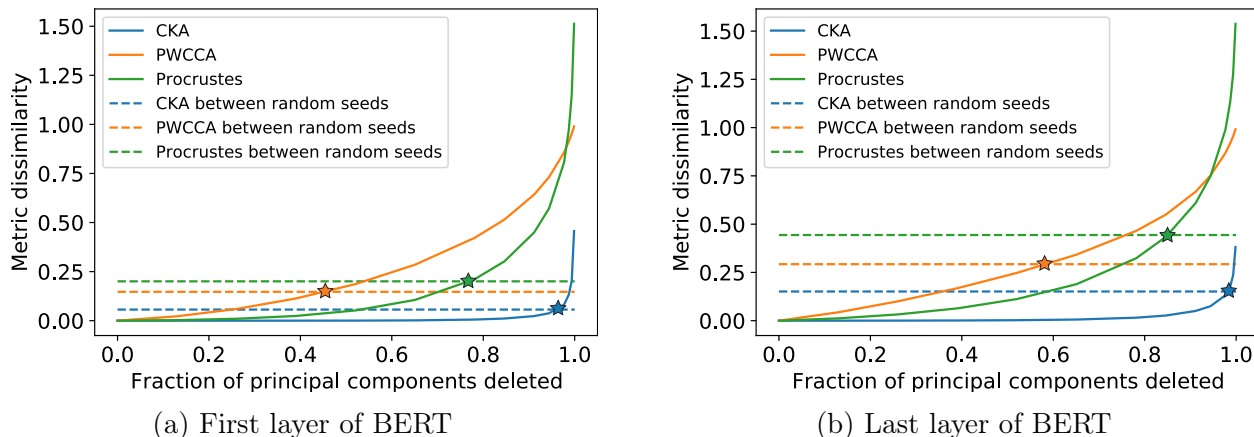 1.50
1.25
1.00
0.75
0.50
0.25
0.00
Metric dissimilarity
CKA
PWCCA
Procrustes
CKA between random seeds
PWCCA between random seeds
Procrustes between random seeds
0.0 0.2 0.4 0.6 0.8 1.0
Fraction of principal components deleted
(a) First layer of BERT
1.50
1.25
1.00
0.75
0.50
0.25
0.00
Metric dissimilarity
CKA
PWCCA
Procrustes
CKA between random seeds
PWCCA between random seeds
Procrustes between random seeds
0.0 0.2 0.4 0.6 0.8 1.0
Fraction of principal components deleted
(b) Last layer of BERT